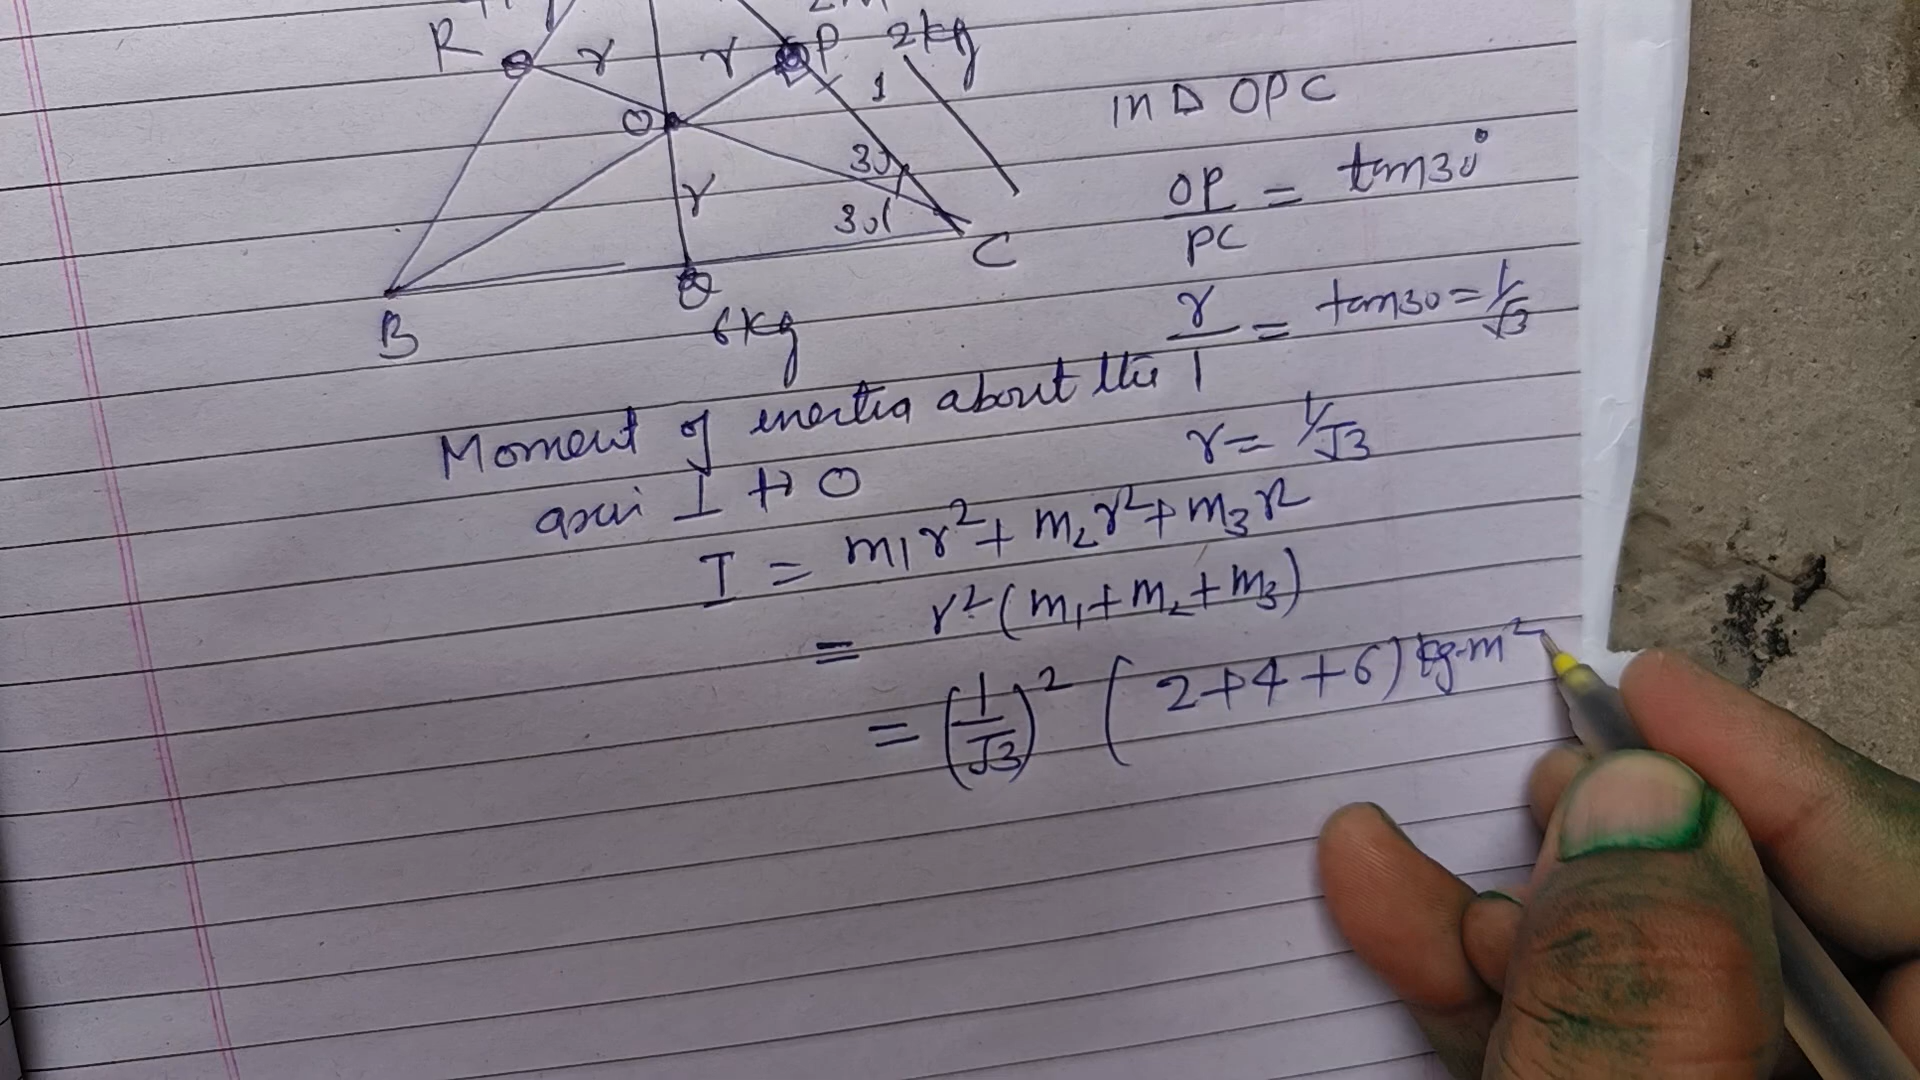 R r r P 2kg
1
O
30
r
30
C
Q
B
6kg
in Δ OPC
OP/PC = tan30°
r/1 = tan30 = 1/√3
r = 1/√3
Moment of inertia about the
axis I to O
I = m1r² + m2r² + m3r²
= r²(m1+m2+m3)
= (1/√3)² (2+4+6) kg-m²